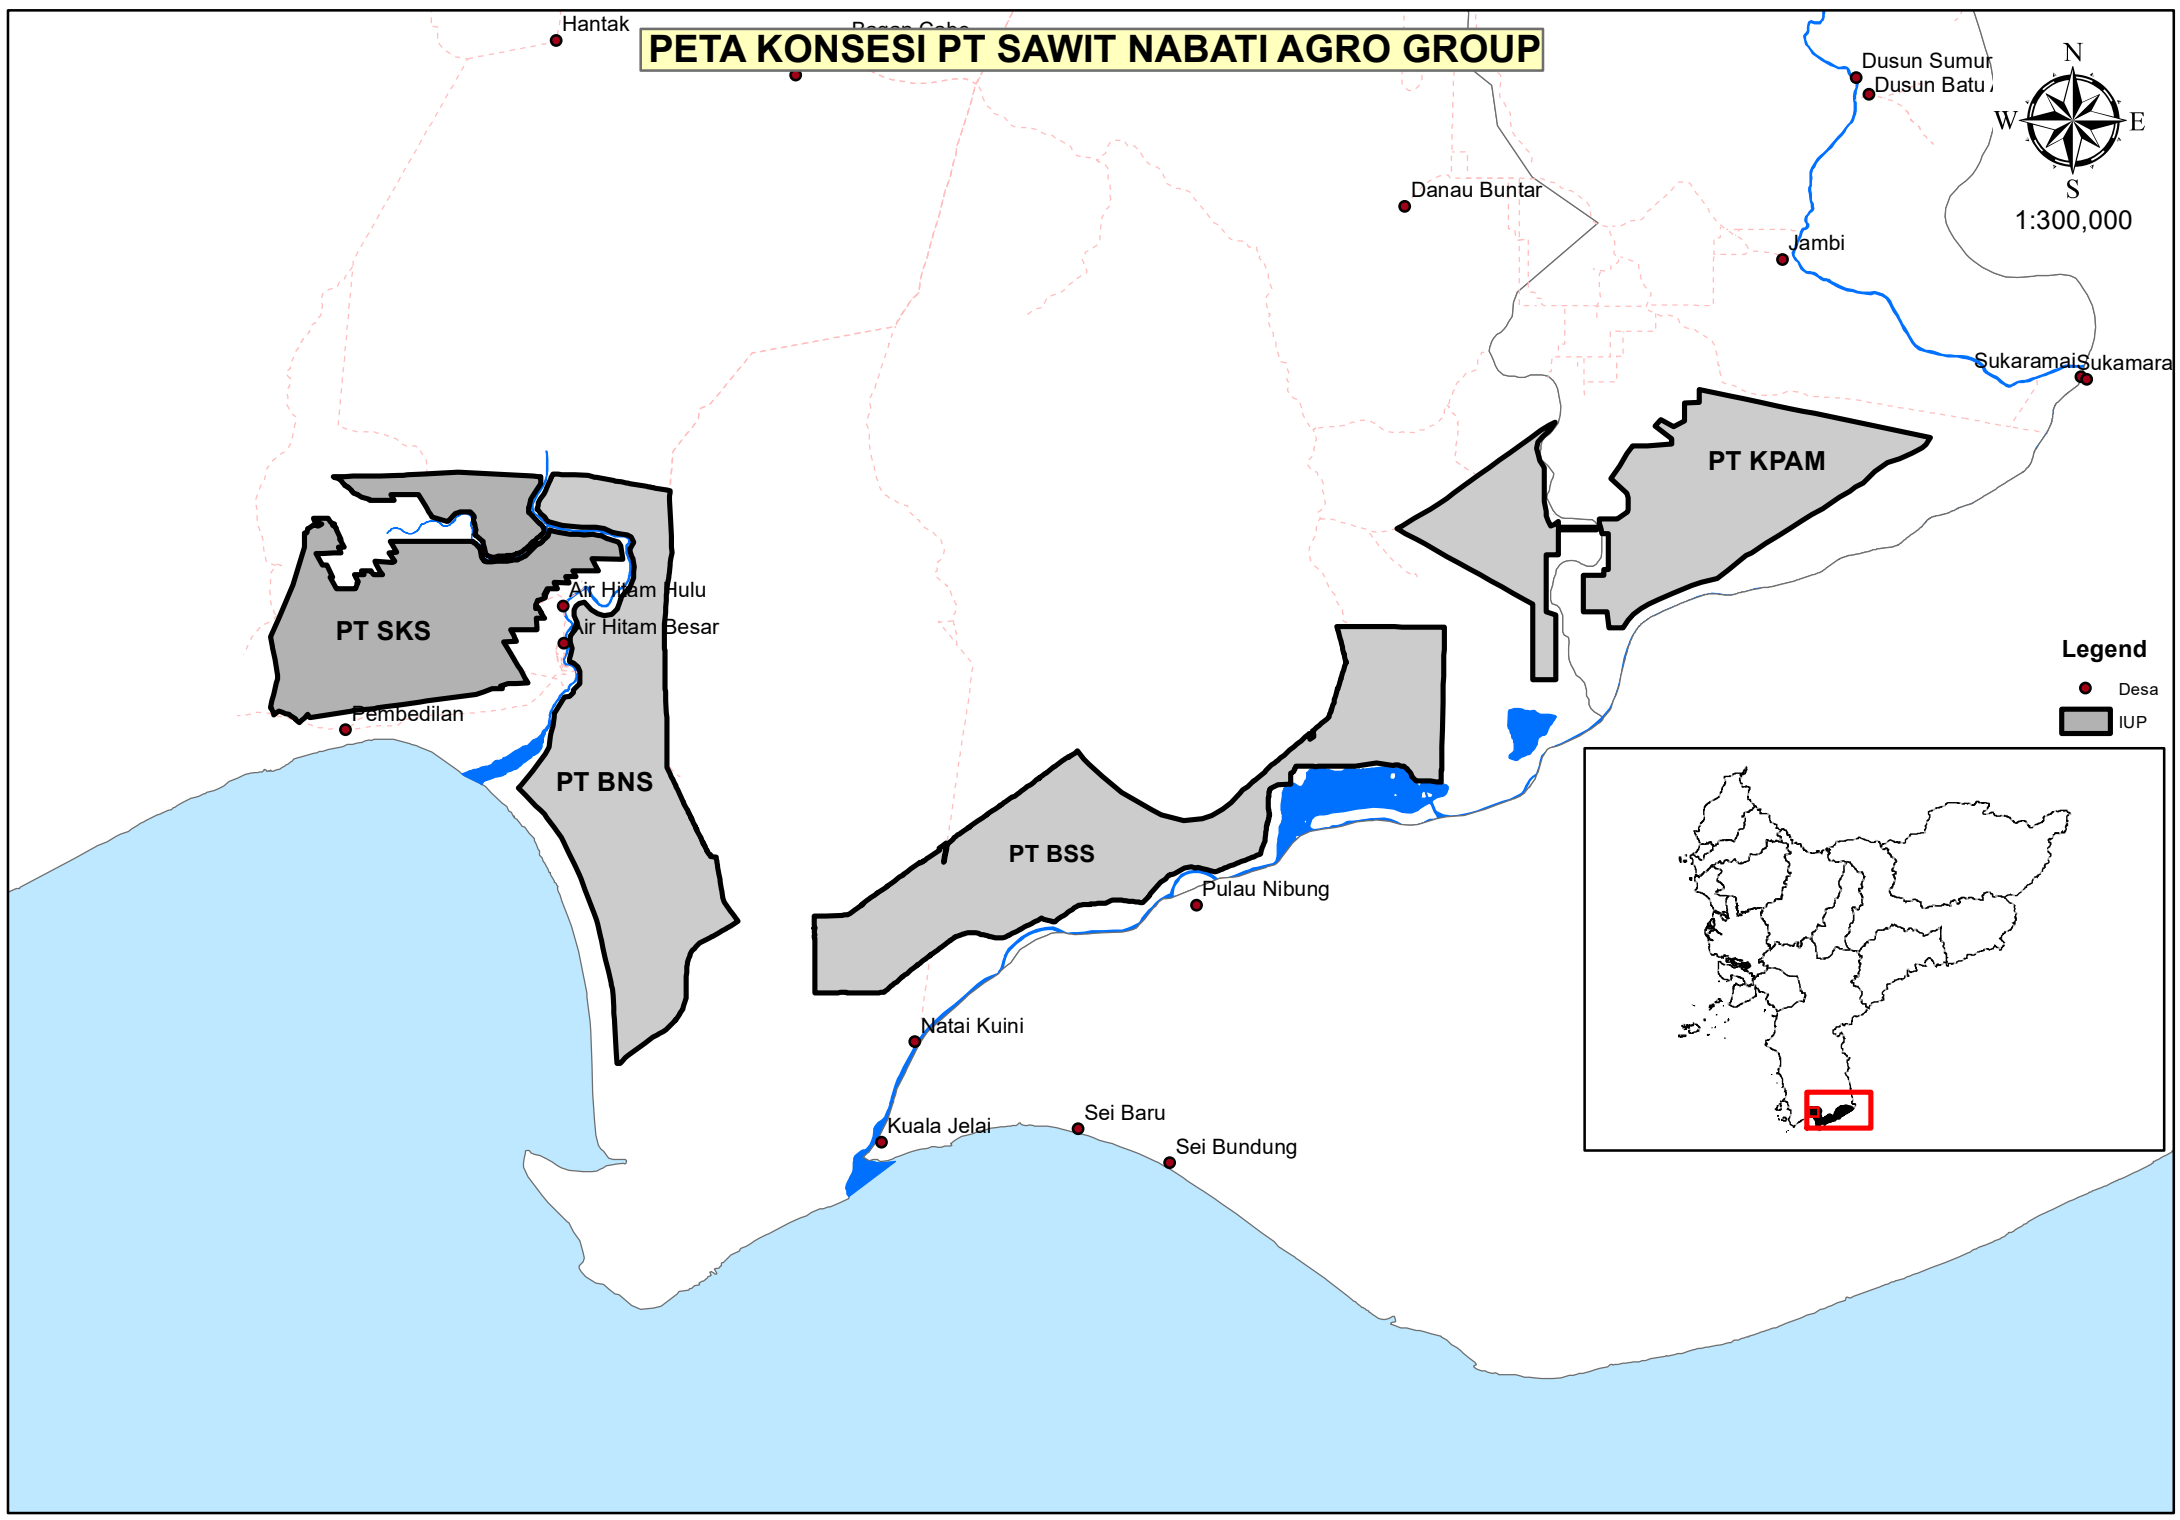 Hantak
PETA KONSESI PT SAWIT NABATI AGRO GROUP
Dusun Sumur
Dusun Batu
N
W
E
S
1:300,000
Danau Buntar
Jambi
Sukaramai
Sukamara
PT KPAM
Air Hitam Hulu
Air Hitam Besar
PT SKS
Pembedilan
PT BNS
PT BSS
Pulau Nibung
Natai Kuini
Kuala Jelai
Sei Baru
Sei Bundung
Legend
Desa
IUP